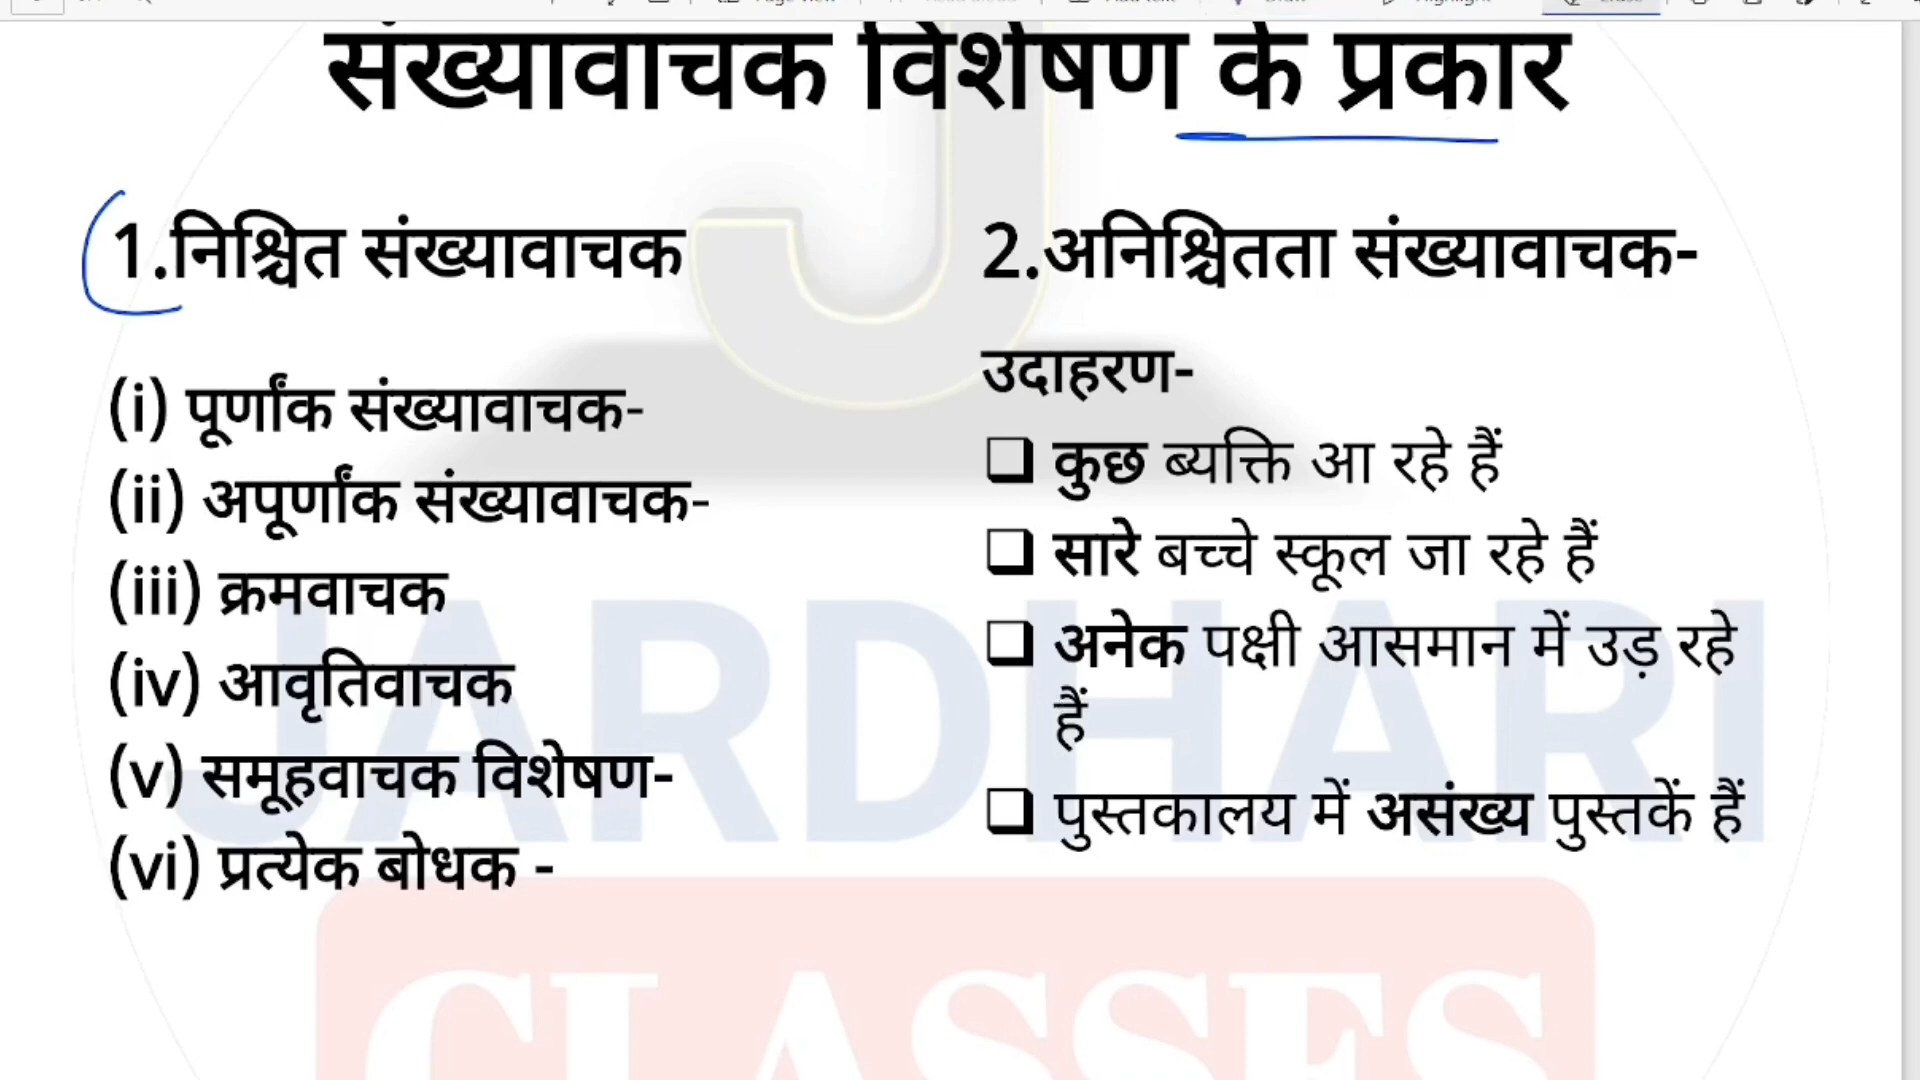 संख्यावाचक विशेषण के प्रकार
1.निश्चित संख्यावाचक
(i) पूर्णांक संख्यावाचक-
(ii) अपूर्णांक संख्यावाचक-
(iii) क्रमवाचक
(iv) आवृतिवाचक
(v) समूहवाचक विशेषण-
(vi) प्रत्येक बोधक -
2.अनिश्चितता संख्यावाचक-
उदाहरण-
❑ कुछ ब्यक्ति आ रहे हैं
❑ सारे बच्चे स्कूल जा रहे हैं
❑ अनेक पक्षी आसमान में उड़ रहे
हैं
❑ पुस्तकालय में असंख्य पुस्तकें हैं
JARDHARI
CLASSES